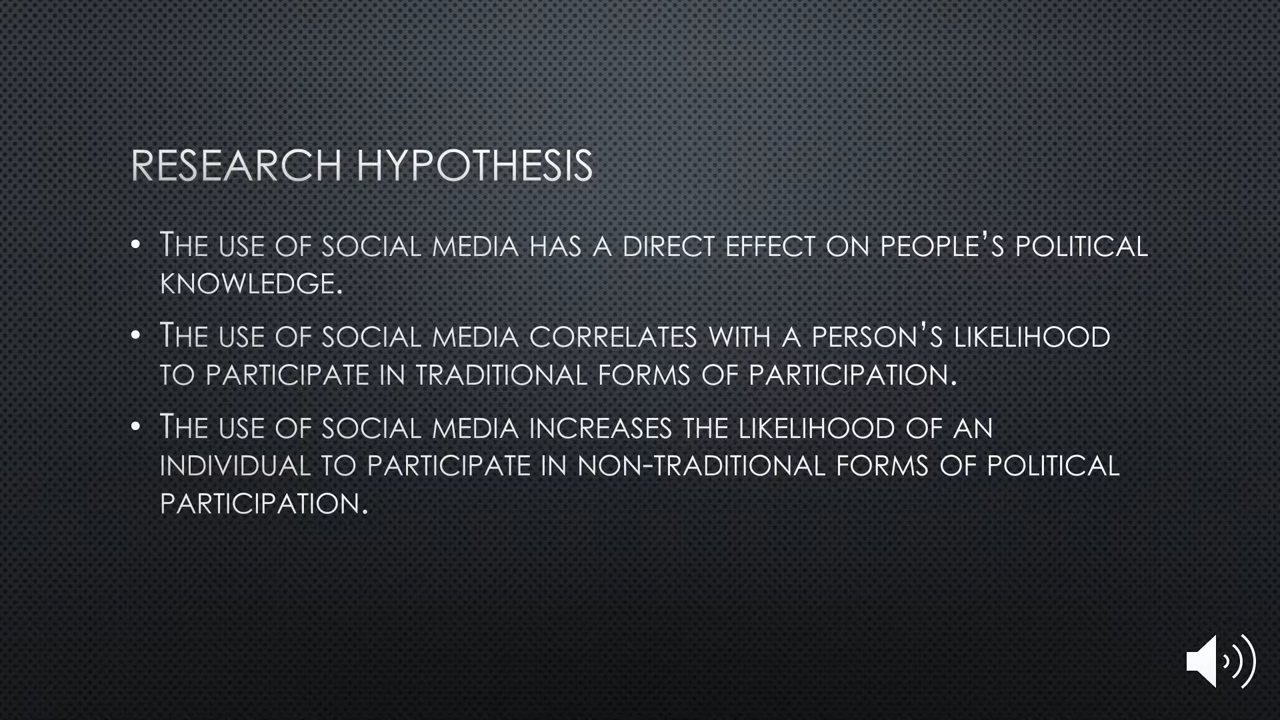 RESEARCH HYPOTHESIS
• THE USE OF SOCIAL MEDIA HAS A DIRECT EFFECT ON PEOPLE'S POLITICAL
KNOWLEDGE.
• THE USE OF SOCIAL MEDIA CORRELATES WITH A PERSON'S LIKELIHOOD
TO PARTICIPATE IN TRADITIONAL FORMS OF PARTICIPATION.
• THE USE OF SOCIAL MEDIA INCREASES THE LIKELIHOOD OF AN
INDIVIDUAL TO PARTICIPATE IN NON-TRADITIONAL FORMS OF POLITICAL
PARTICIPATION.